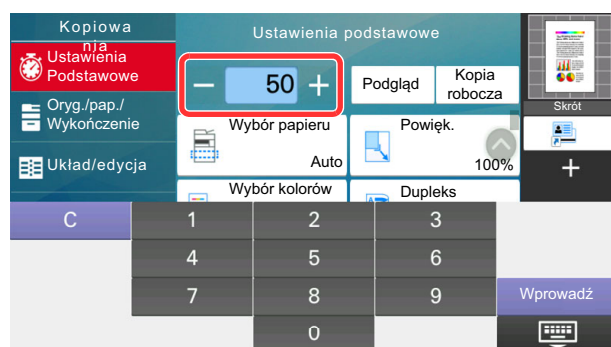 Kopiowa
nia
Ustawienia
Podstawowe
Oryg./pap./
Wykończenie
Układ/edycja
Ustawienia podstawowe
− 50 +
Podgląd
Kopia
robocza
Wybór papieru
Auto
Powięk.
100%
Wybór kolorów
Dupleks
Skrót
+
C 1 2 3
4 5 6
7 8 9 Wprowadź
0